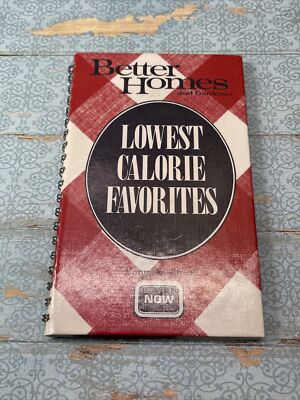 Better
Homes
and Gardens
LOWEST
CALORIE
FAVORITES
NOW